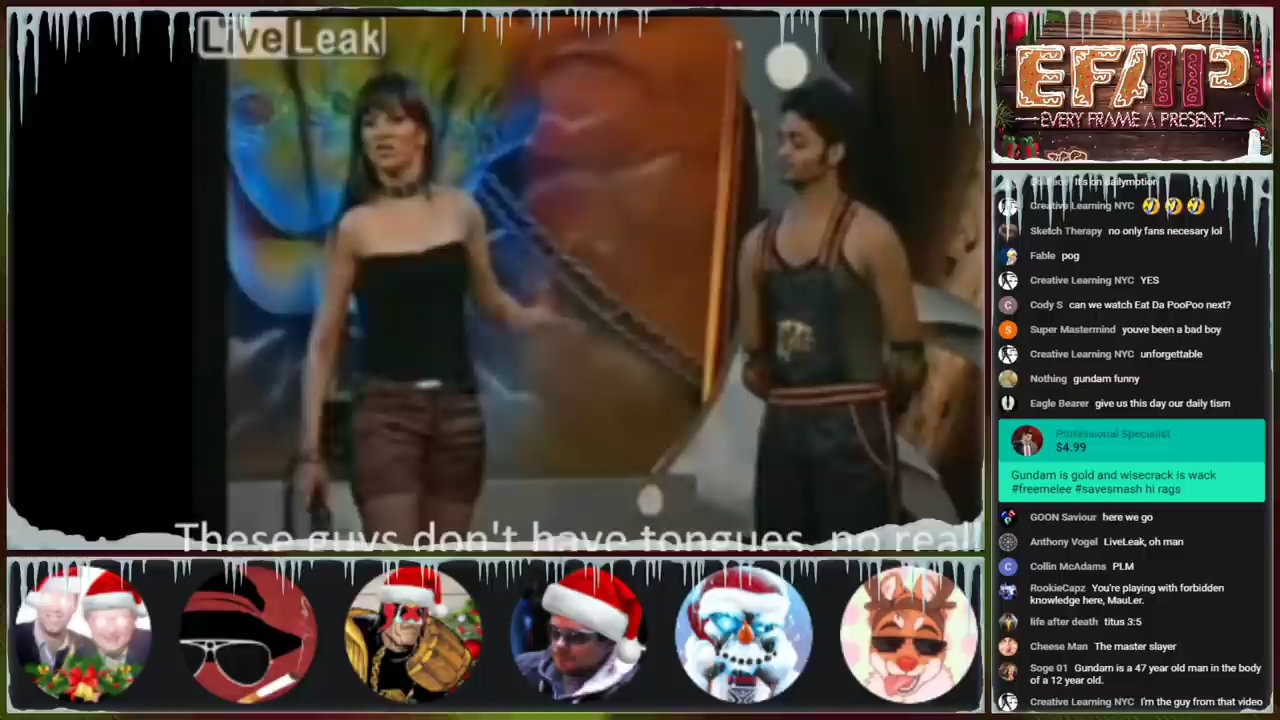 LiveLeak
These guys don't have tongues, no reall
EFAP
EVERY FRAME A PRESENT
It's on dailymotion
Creative Learning NYC 🤣 🤣 🤣
Sketch Therapy no only fans necesary lol
Fable pog
Creative Learning NYC YES
C Cody S can we watch Eat Da PooPoo next?
S Super Mastermind youve been a bad boy
Creative Learning NYC unforgettable
Nothing gundam funny
Eagle Bearer give us this day our daily tism
Professional Specialist
$4.99
Gundam is gold and wisecrack is wack
#freemelee #savesmash hi rags
GOON Saviour here we go
Anthony Vogel LiveLeak, oh man
C Collin McAdams PLM
RookieCapz You're playing with forbidden
knowledge here, MauLer.
life after death titus 3:5
Cheese Man The master slayer
Soge 01 Gundam is a 47 year old man in the body
of a 12 year old.
Creative Learning NYC I'm the guy from that video